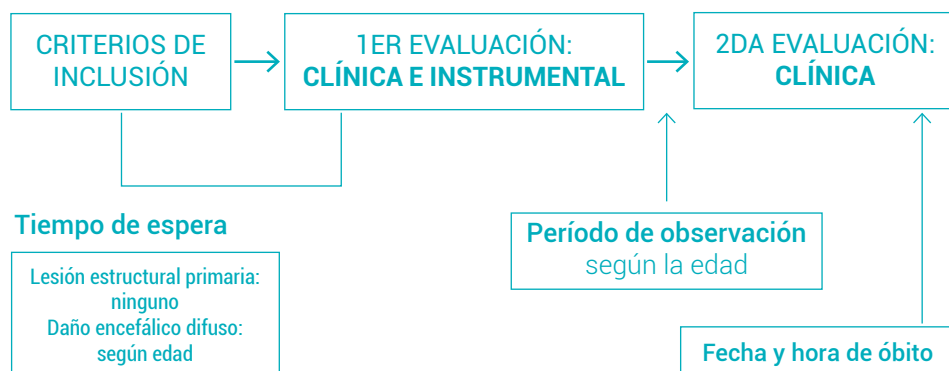 CRITERIOS DE
INCLUSIÓN
1ER EVALUACIÓN:
CLÍNICA E INSTRUMENTAL
2DA EVALUACIÓN:
CLÍNICA
Tiempo de espera
Lesión estructural primaria:
ninguno
Daño encefálico difuso:
según edad
Período de observación
según la edad
Fecha y hora de óbito